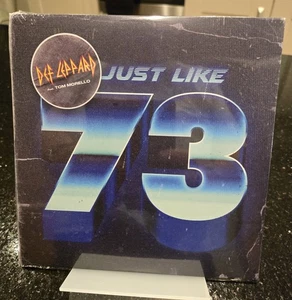 DEF LEPPARD
feat. TOM MORELLO
JUST LIKE
73